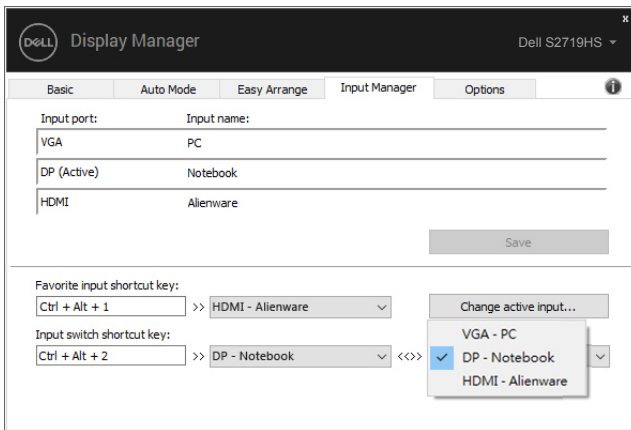 x
DELL Display Manager Dell S2719HS
Basic Auto Mode Easy Arrange Input Manager Options i
Input port: Input name:
VGA PC
DP (Active) Notebook
HDMI Alienware
Save
Favorite input shortcut key:
Ctrl + Alt + 1 >> HDMI - Alienware Change active input...
Input switch shortcut key:
Ctrl + Alt + 2 >> DP - Notebook <<>>
VGA - PC
DP - Notebook
HDMI - Alienware